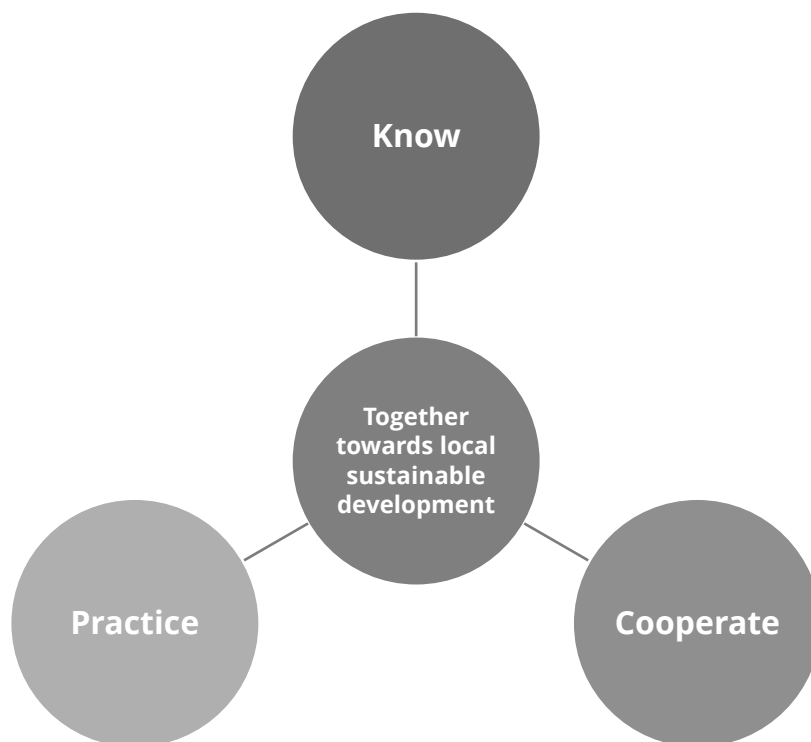 Know
Together
towards local
sustainable
development
Practice
Cooperate